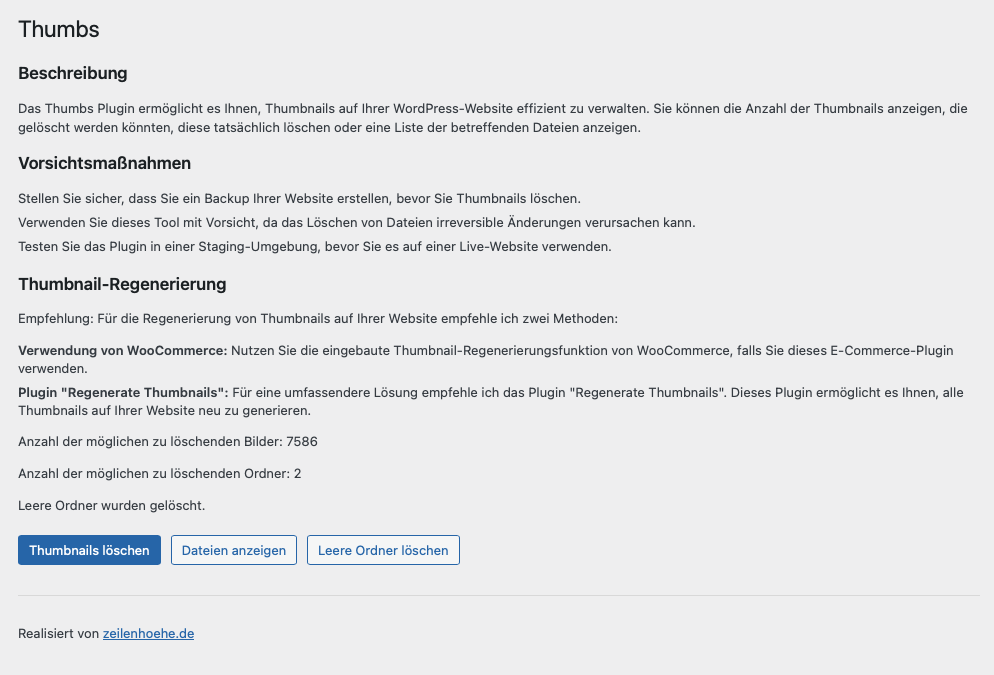 Thumbs
Beschreibung
Das Thumbs Plugin ermöglicht es Ihnen, Thumbnails auf Ihrer WordPress-Website effizient zu verwalten. Sie können die Anzahl der Thumbnails anzeigen, die
gelöscht werden könnten, diese tatsächlich löschen oder eine Liste der betreffenden Dateien anzeigen.
Vorsichtsmaßnahmen
Stellen Sie sicher, dass Sie ein Backup Ihrer Website erstellen, bevor Sie Thumbnails löschen.
Verwenden Sie dieses Tool mit Vorsicht, da das Löschen von Dateien irreversible Änderungen verursachen kann.
Testen Sie das Plugin in einer Staging-Umgebung, bevor Sie es auf einer Live-Website verwenden.
Thumbnail-Regenerierung
Empfehlung: Für die Regenerierung von Thumbnails auf Ihrer Website empfehle ich zwei Methoden:
Verwendung von WooCommerce: Nutzen Sie die eingebaute Thumbnail-Regenerierungsfunktion von WooCommerce, falls Sie dieses E-Commerce-Plugin
verwenden.
Plugin "Regenerate Thumbnails": Für eine umfassendere Lösung empfehle ich das Plugin "Regenerate Thumbnails". Dieses Plugin ermöglicht es Ihnen, alle
Thumbnails auf Ihrer Website neu zu generieren.
Anzahl der möglichen zu löschenden Bilder: 7586
Anzahl der möglichen zu löschenden Ordner: 2
Leere Ordner wurden gelöscht.
Thumbnails löschen Dateien anzeigen Leere Ordner löschen
Realisiert von zeilenhoehe.de